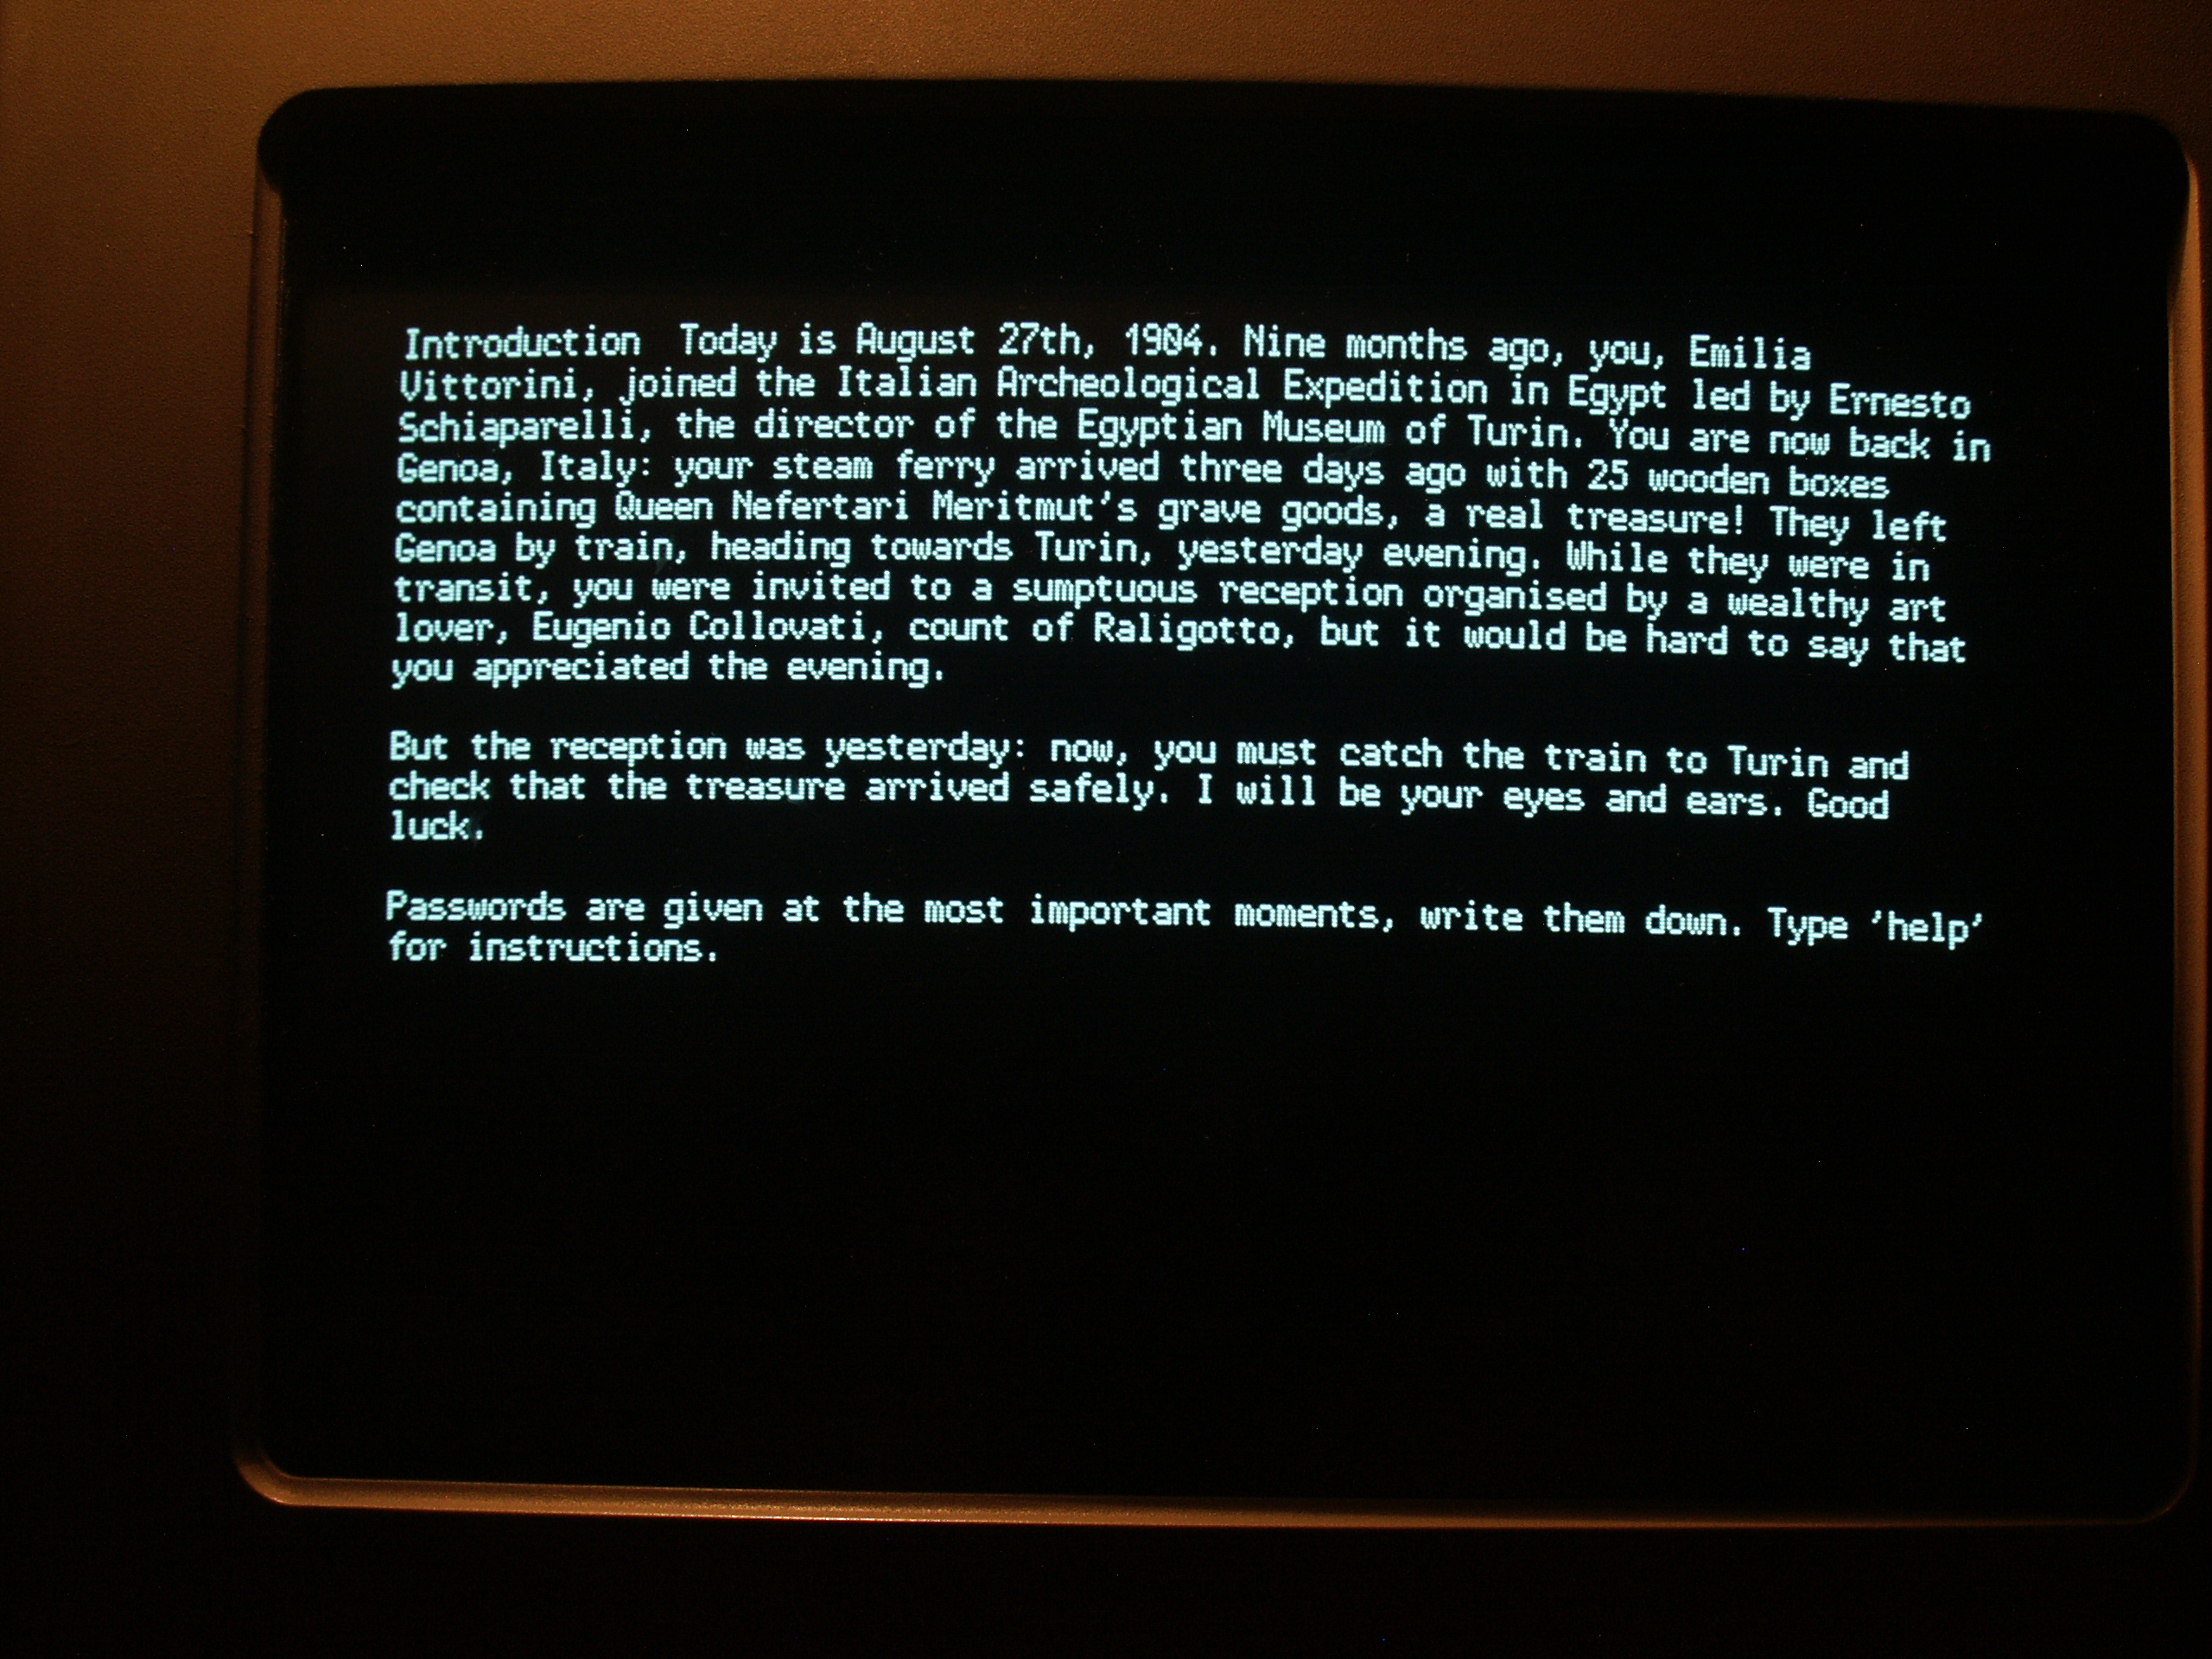 Introduction  Today is August 27th, 1904. Nine months ago, you, Emilia
Vittorini, joined the Italian Archeological Expedition in Egypt led by Ernesto
Schiaparelli, the director of the Egyptian Museum of Turin. You are now back in
Genoa, Italy: your steam ferry arrived three days ago with 25 wooden boxes
containing Queen Nefertari Meritmut's grave goods, a real treasure! They left
Genoa by train, heading towards Turin, yesterday evening. While they were in
transit, you were invited to a sumptuous reception organised by a wealthy art
lover, Eugenio Collovati, count of Raligotto, but it would be hard to say that
you appreciated the evening.

But the reception was yesterday: now, you must catch the train to Turin and
check that the treasure arrived safely. I will be your eyes and ears. Good
luck.

Passwords are given at the most important moments, write them down. Type 'help'
for instructions.